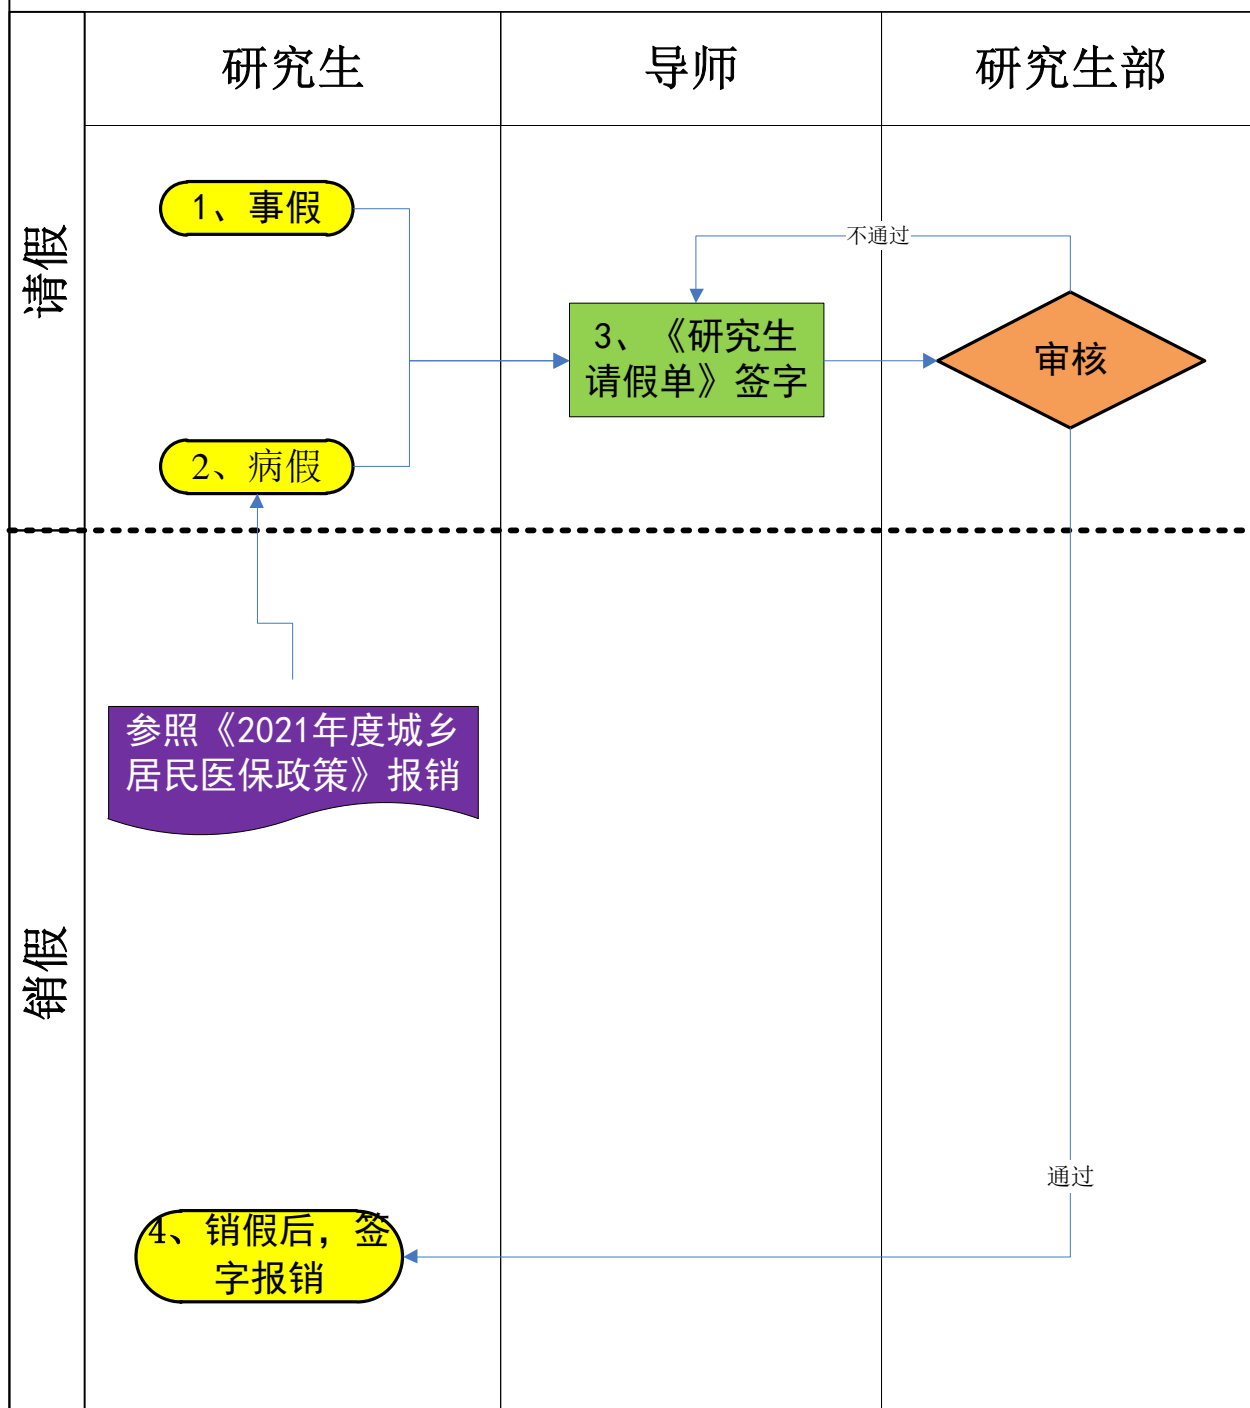 研究生
导师
研究生部
请假
1、事假
不通过
3、《研究生
请假单》签字
审核
2、病假
参照《2021年度城乡
居民医保政策》报销
销假
通过
4、销假后，签
字报销